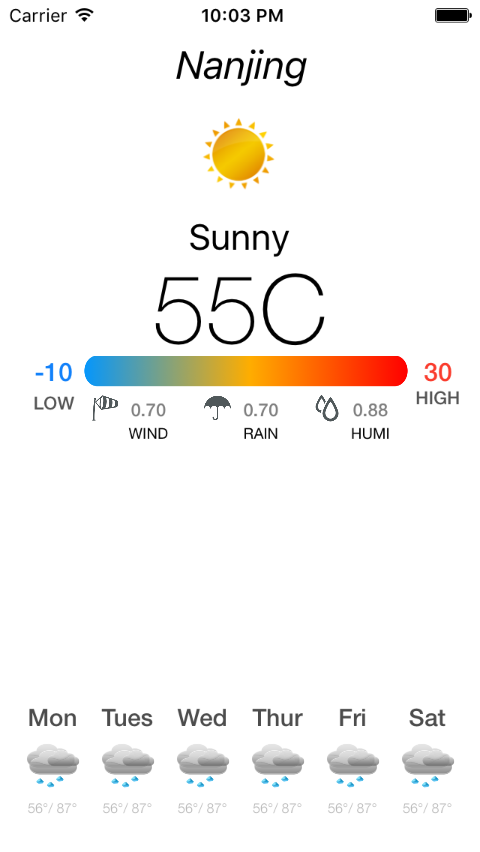 Carrier 10:03 PM
Nanjing
Sunny
55C
-10 30
LOW HIGH
0.70 0.70 0.88
WIND RAIN HUMI
Mon Tues Wed Thur Fri Sat
56°/ 87° 56°/ 87° 56°/ 87° 56°/ 87° 56°/ 87° 56°/ 87°